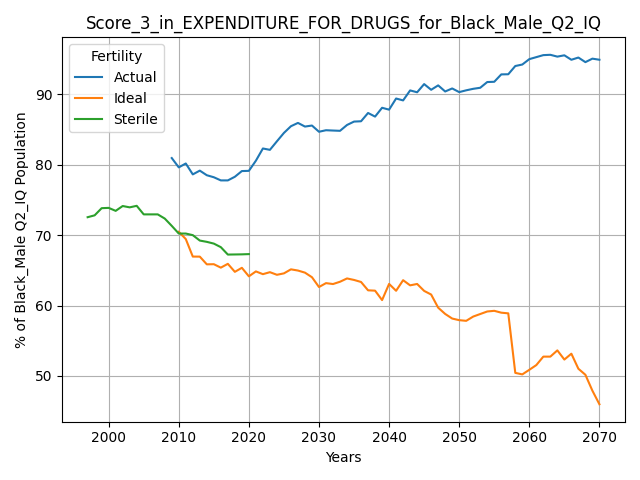 Score_3_in_EXPENDITURE_FOR_DRUGS_for_Black_Male_Q2_IQ
Fertility
Actual
Ideal
Sterile
% of Black_Male Q2_IQ Population
90
80
70
60
50
2000 2010 2020 2030 2040 2050 2060 2070
Years